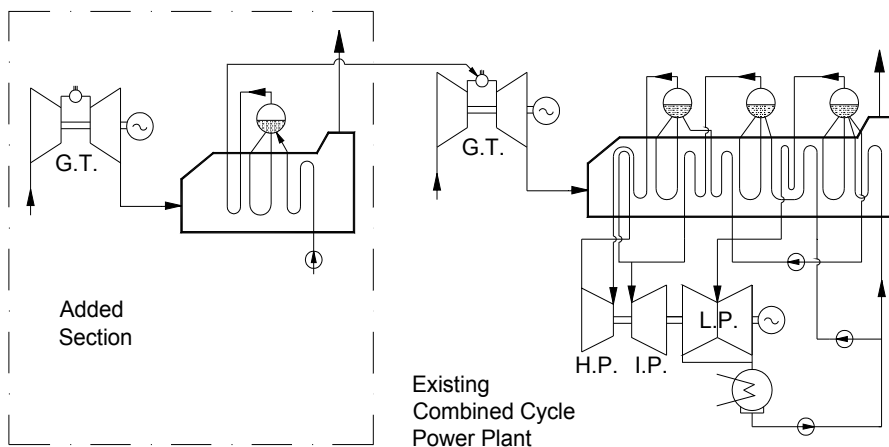 G.T.
Added
Section
G.T.
H.P.
I.P.
L.P.
Existing
Combined Cycle
Power Plant